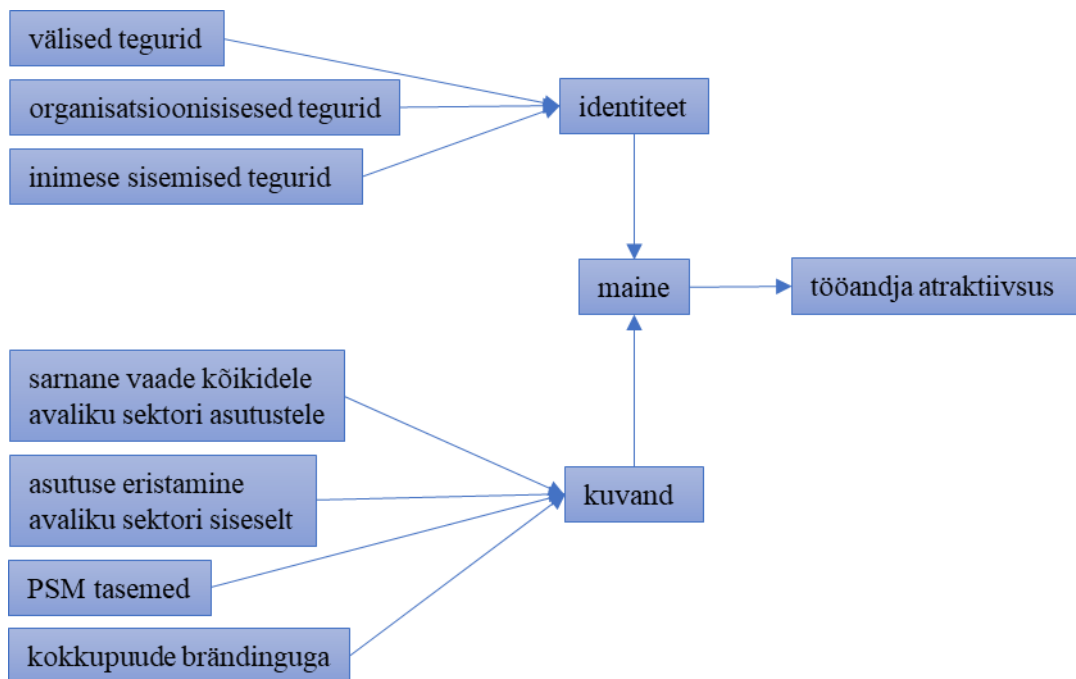 välised tegurid
organisatsioonisisesed tegurid
inimese sisemised tegurid
identiteet
maine
tööandja atraktiivsus
sarnane vaade kõikidele
avaliku sektori asutustele
asutuse eristamine
avaliku sektori siseselt
PSM tasemed
kokkupuude brändinguga
kuvand